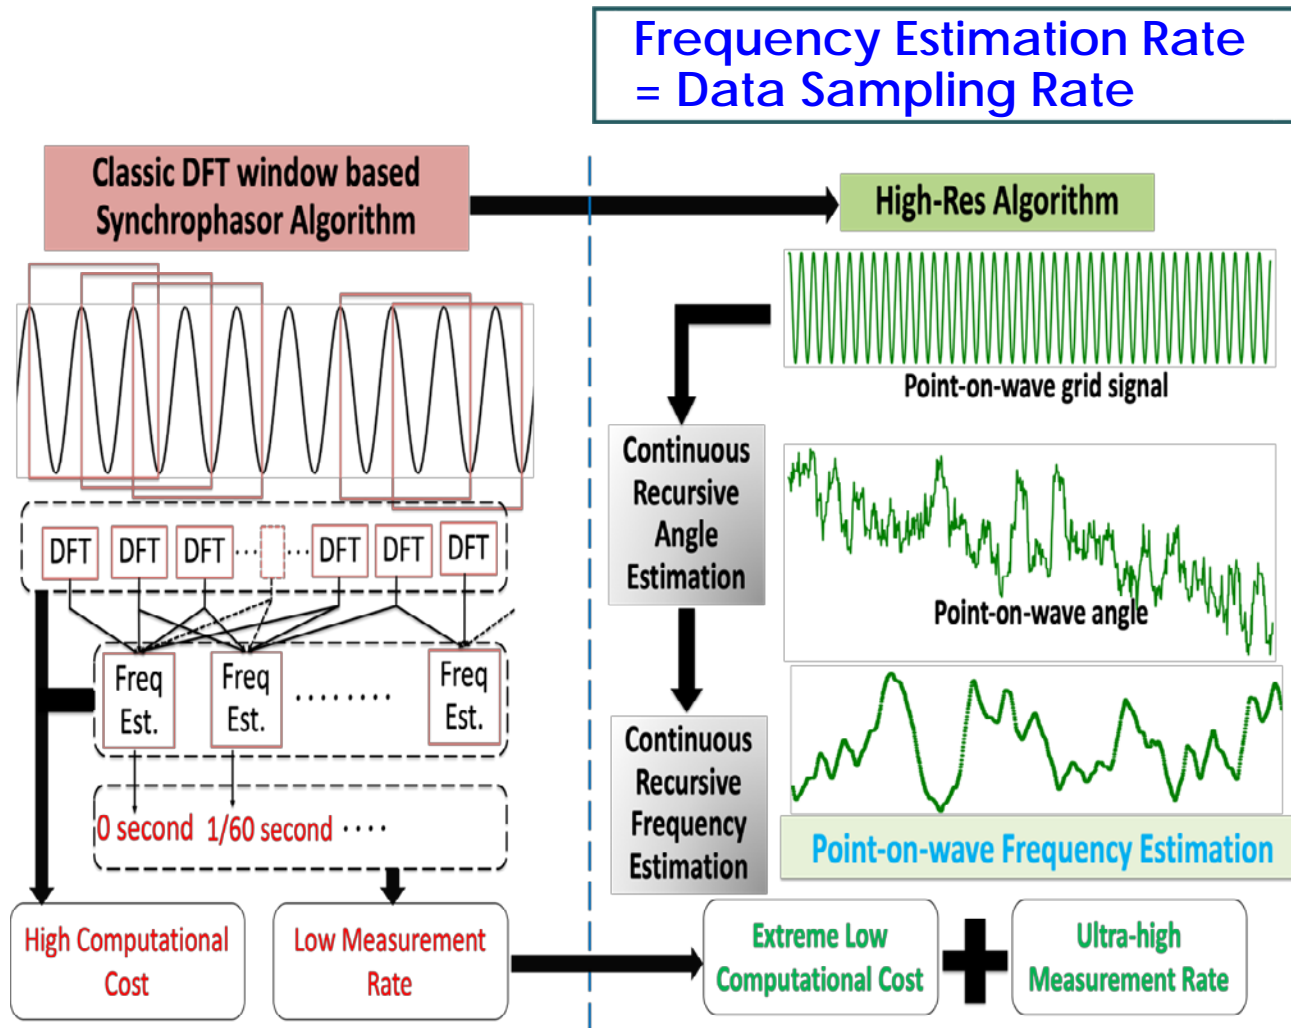 Frequency Estimation Rate
= Data Sampling Rate
Classic DFT window based
Synchrophasor Algorithm
High-Res Algorithm
Point-on-wave grid signal
Continuous
Recursive
Angle
Estimation
Point-on-wave angle
DFT DFT DFT ... ... DFT DFT DFT
Freq
Est.
Freq
Est.
........
Freq
Est.
0 second 1/60 second ....
Continuous
Recursive
Frequency
Estimation
Point-on-wave Frequency Estimation
High Computational
Cost
Low Measurement
Rate
Extreme Low
Computational Cost
Ultra-high
Measurement Rate